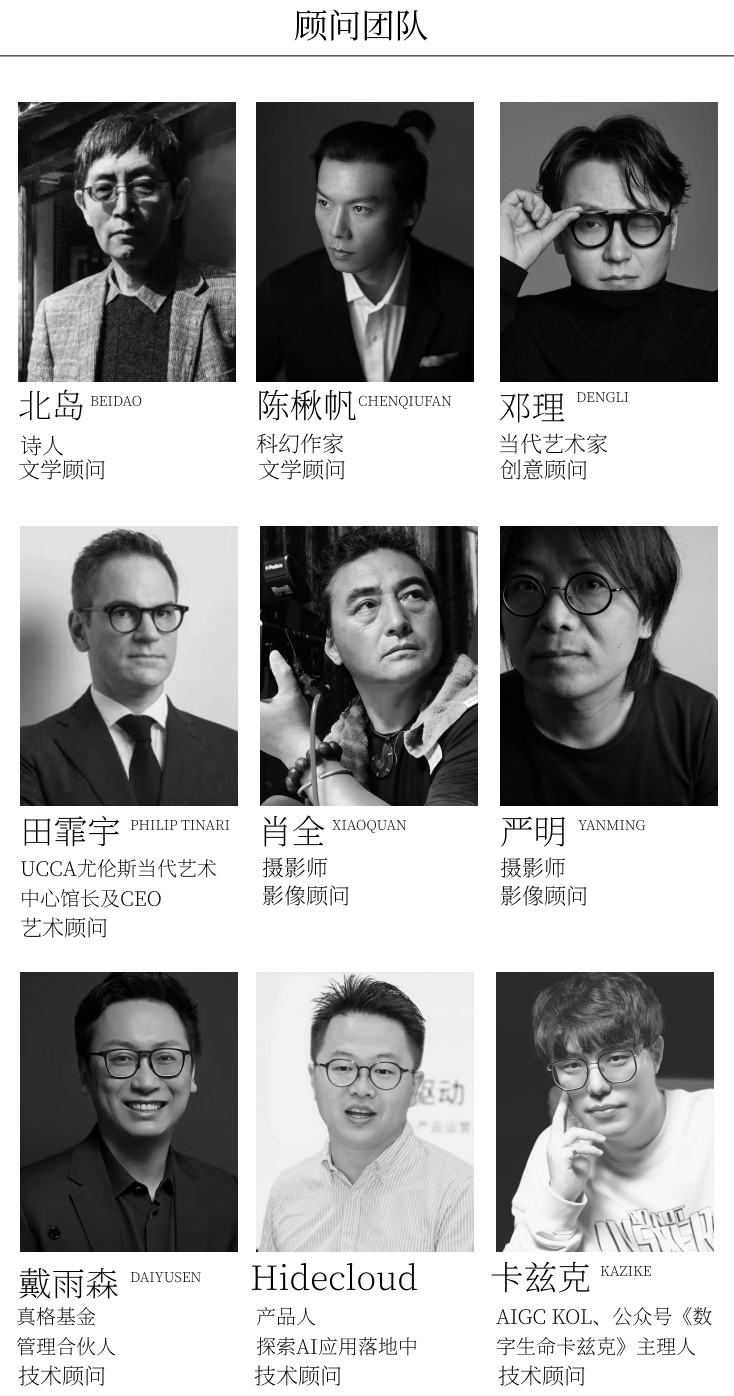 顾问团队
北岛 BEIDAO
诗人
文学顾问
陈楸帆 CHENQIUFAN
科幻作家
文学顾问
邓理 DENGLI
当代艺术家
创意顾问
田霏宇 PHILIP TINARI
UCCA尤伦斯当代艺术
中心馆长及CEO
艺术顾问
肖全 XIAOQUAN
摄影师
影像顾问
严明 YANMING
摄影师
影像顾问
驱动
产品运营
戴雨森 DAIYUSEN
真格基金
管理合伙人
技术顾问
Hidecloud
产品人
探索AI应用落地中
技术顾问
卡兹克 KAZIKE
AIGC KOL、公众号《数
字生命卡兹克》主理人
技术顾问